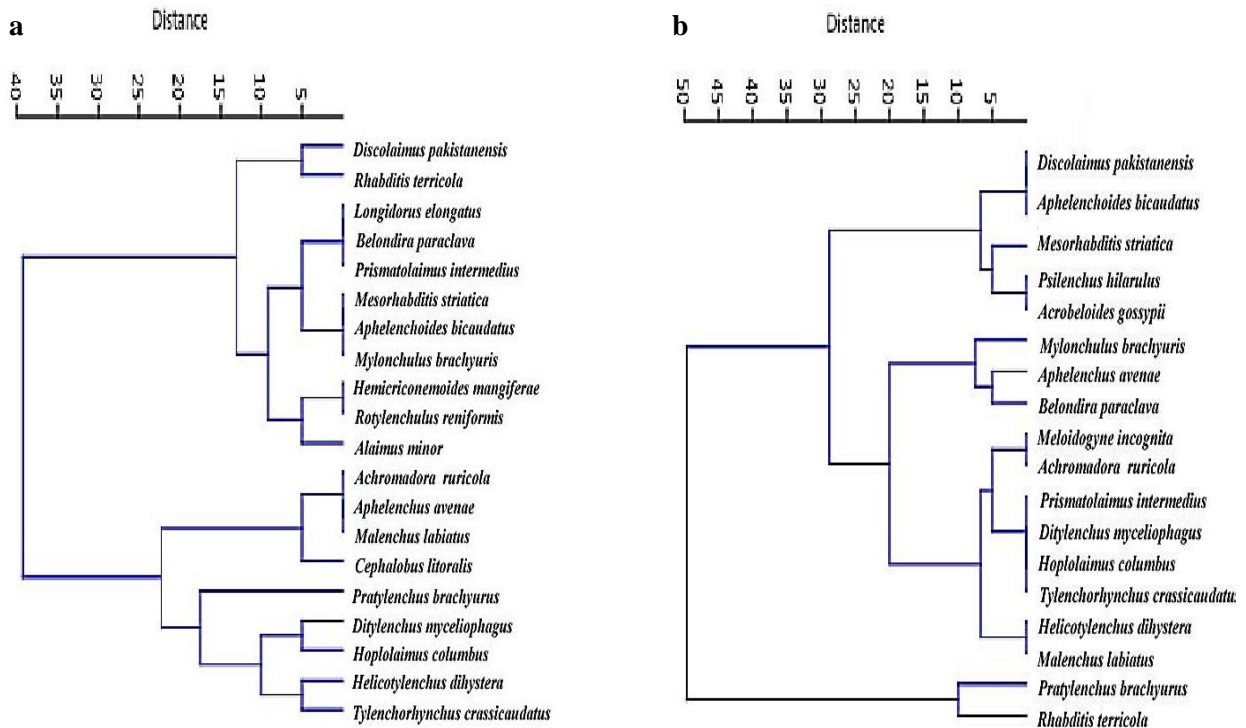 a
Distance
40 35 30 25 20 15 10 5
Discolaimus pakistanensis
Rhabditis terricola
Longidorus elongatus
Belondira paraclava
Prismatolaimus intermedius
Mesorhabditis striatica
Aphelenchoides bicaudatus
Mylonchulus brachyuris
Hemicriconemoides mangiferae
Rotylenchulus reniformis
Alaimus minor
Achromadora ruricola
Aphelenchus avenae
Malenchus labiatus
Cephalobus litoralis
Pratylenchus brachyurus
Ditylenchus myceliophagus
Hoplolaimus columbus
Helicotylenchus dihystera
Tylenchorhynchus crassicaudatus
b
Distance
50 45 40 35 30 25 20 15 10 5
Discolaimus pakistanensis
Aphelenchoides bicaudatus
Mesorhabditis striatica
Psilenchus hilarulus
Acrobeloides gossypii
Mylonchulus brachyuris
Aphelenchus avenae
Belondira paraclava
Meloidogyne incognita
Achromadora ruricola
Prismatolaimus intermedius
Ditylenchus myceliophagus
Hoplolaimus columbus
Tylenchorhynchus crassicaudatus
Helicotylenchus dihystera
Malenchus labiatus
Pratylenchus brachyurus
Rhabditis terricola